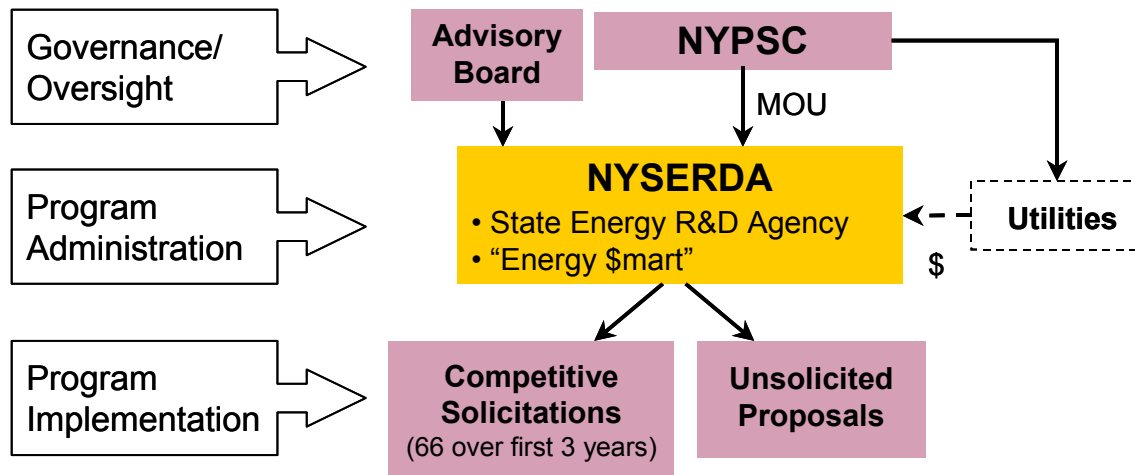 Governance/
Oversight
Advisory
Board
NYPSC
MOU
Program
Administration
NYSERDA
• State Energy R&D Agency
• “Energy $mart”
Utilities
$
Program
Implementation
Competitive
Solicitations
(66 over first 3 years)
Unsolicited
Proposals